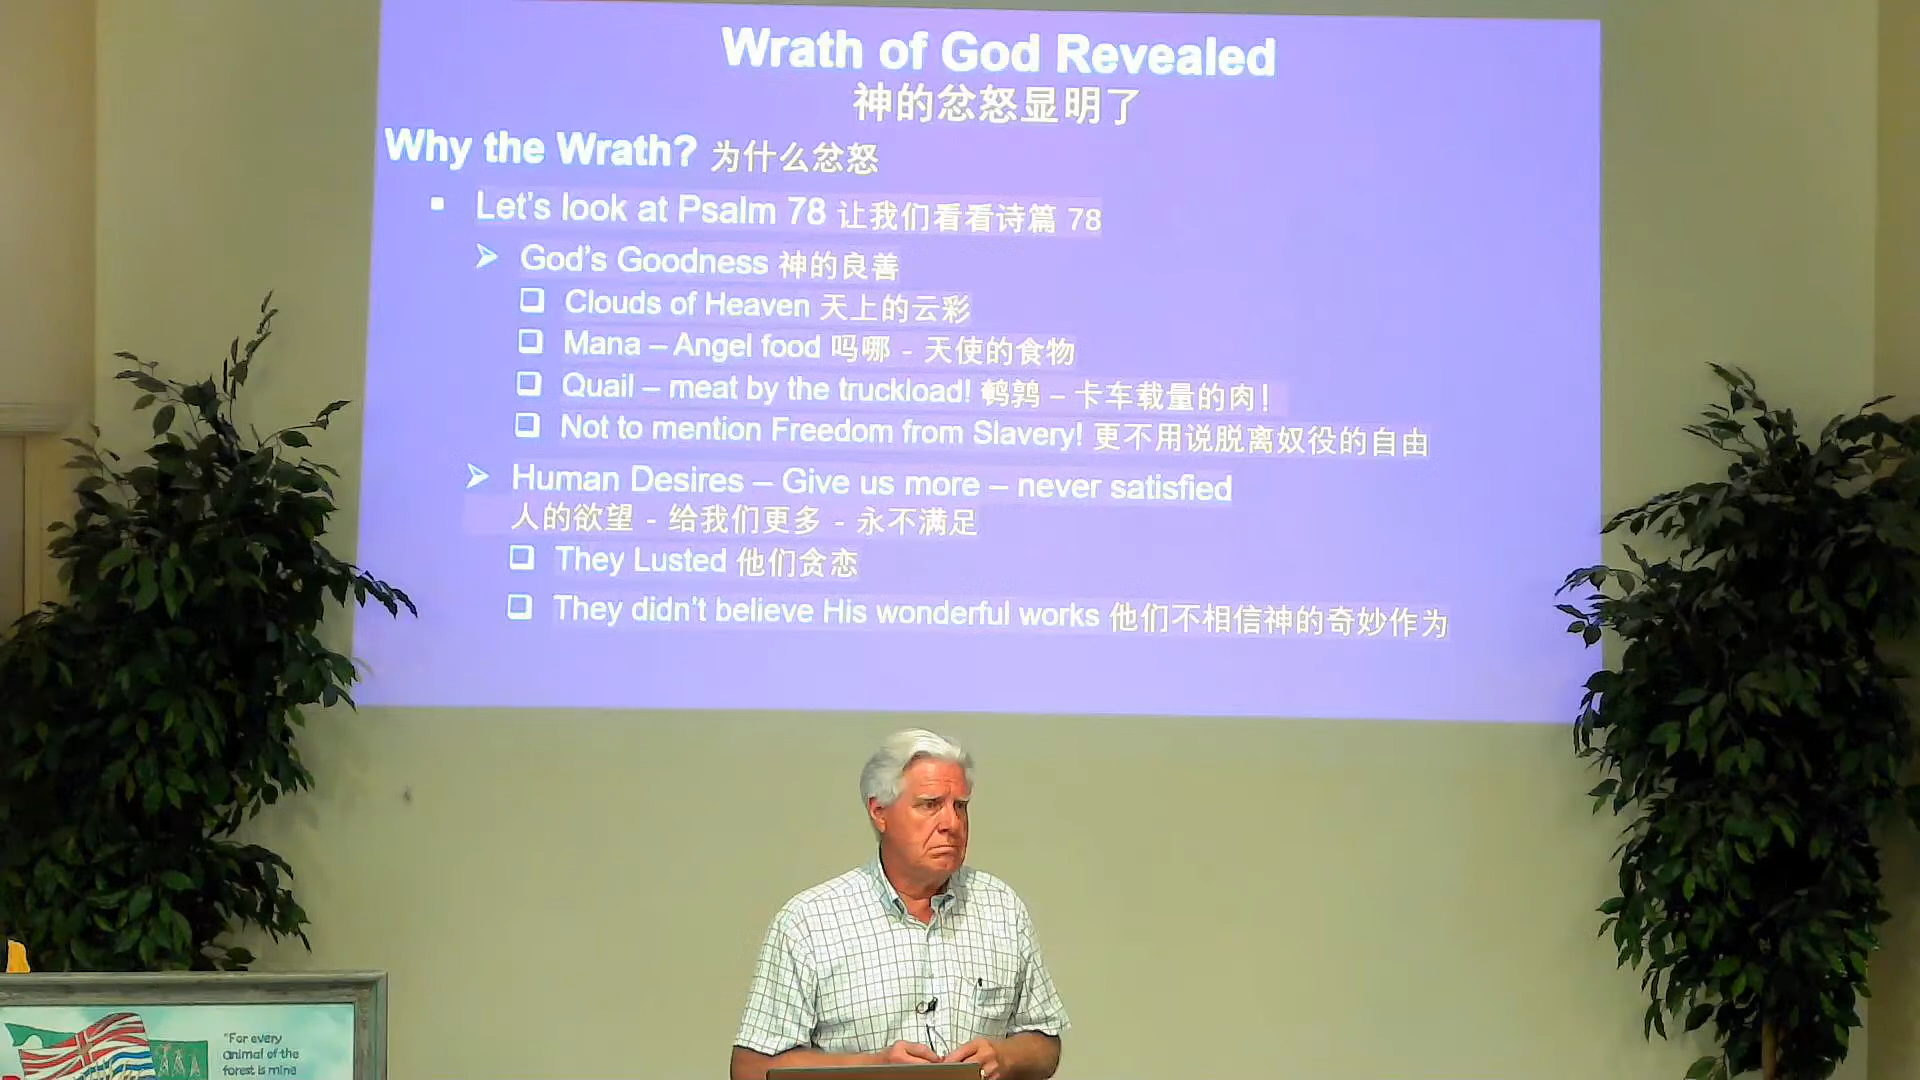 Wrath of God Revealed
神的忿怒显明了
Why the Wrath? 为什么忿怒
Let's look at Psalm 78 让我们看看诗篇 78
God's Goodness 神的良善
Clouds of Heaven 天上的云彩
Mana – Angel food 吗哪 - 天使的食物
Quail – meat by the truckload! 鹌鹑 – 卡车载量的肉!
Not to mention Freedom from Slavery! 更不用说脱离奴役的自由
Human Desires – Give us more – never satisfied
人的欲望 - 给我们更多 - 永不满足
They Lusted 他们贪恋
They didn't believe His wonderful works 他们不相信神的奇妙作为
"For every
animal of the
forest is mine